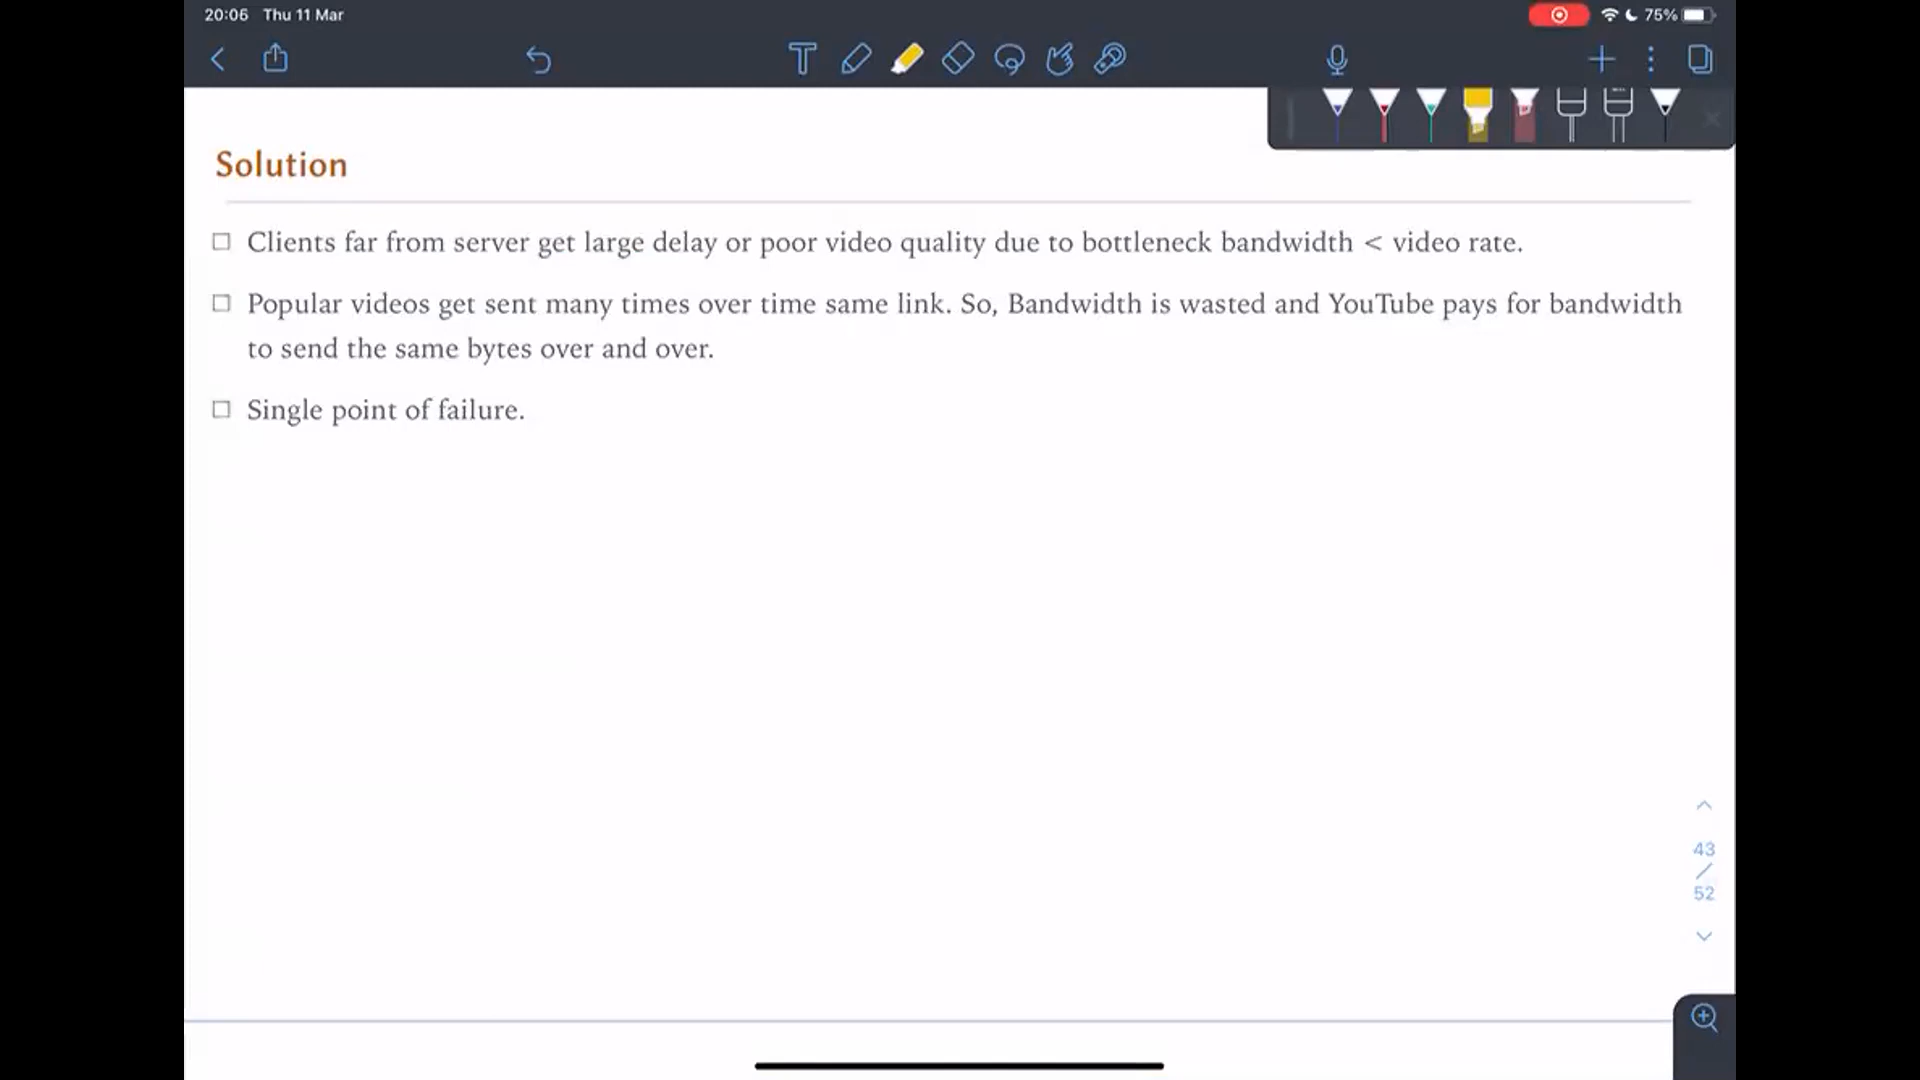 20:06 Thu 11 Mar
75%
Solution
Clients far from server get large delay or poor video quality due to bottleneck bandwidth < video rate.
Popular videos get sent many times over time same link. So, Bandwidth is wasted and YouTube pays for bandwidth
to send the same bytes over and over.
Single point of failure.
43
/
52